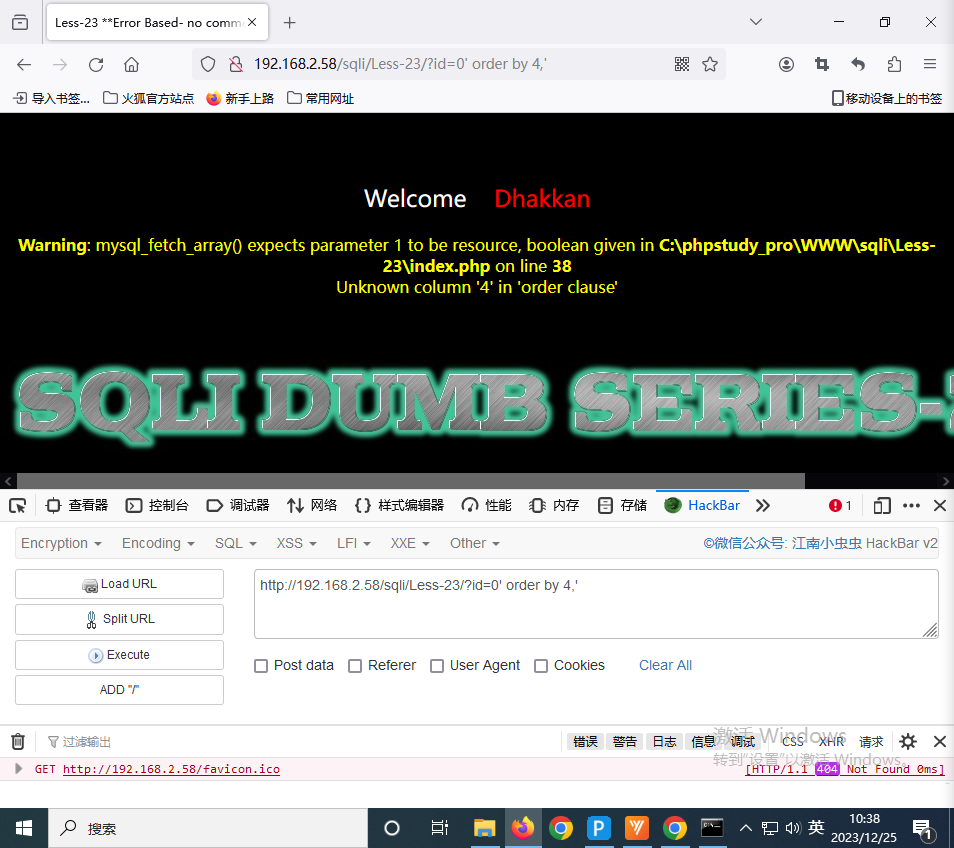 Less-23 **Error Based- no comm
192.168.2.58/sqli/Less-23/?id=0' order by 4,'
导入书签... 火狐官方站点 新手上路 常用网址 移动设备上的书签
Welcome Dhakkan
Warning: mysql_fetch_array() expects parameter 1 to be resource, boolean given in C:\phpstudy_pro\WWW\sqli\Less-
23\index.php on line 38
Unknown column '4' in 'order clause'
SQLI DUMB SERIES-
查看器 控制台 调试器 网络 样式编辑器 性能 内存 存储 HackBar 1
Encryption Encoding SQL XSS LFI XXE Other ©微信公众号: 江南小虫虫 HackBar v2
Load URL
Split URL
Execute
ADD "/"
http://192.168.2.58/sqli/Less-23/?id=0' order by 4,'
Post data Referer User Agent Cookies Clear All
过滤输出 错误 警告 日志 信息 调试 CSS XHR 请求
激活 Windows
转到"设置"以激活 Windows。
GET http://192.168.2.58/favicon.ico [HTTP/1.1 404 Not Found 0ms]
搜索 英 10:38
2023/12/25 1